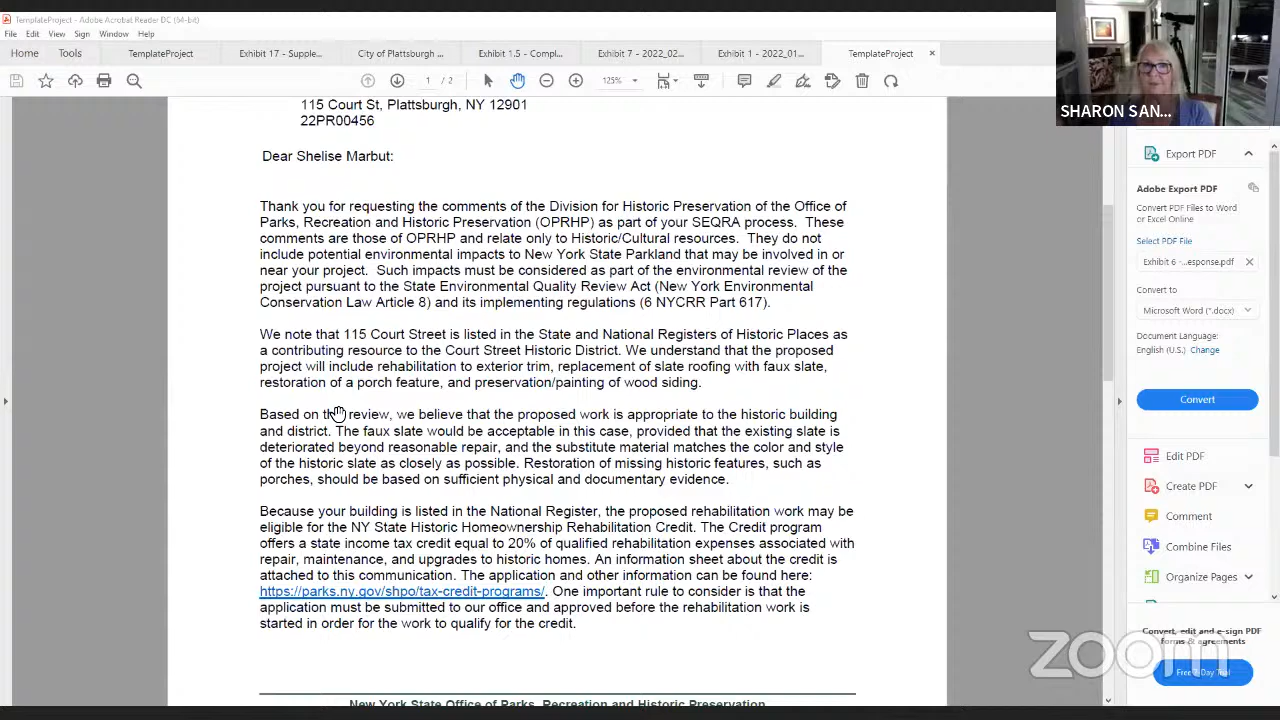 TemplateProject - Adobe Acrobat Reader DC (64-bit)
File Edit View Sign Window Help
Home Tools TemplateProject Exhibit 17 - Supple... City of Plattsburgh ... Exhibit 1.5 - Compl... Exhibit 7 - 2022_02... Exhibit 1 - 2022_01... TemplateProject ×
1 / 2 125%
SHARON SAN...
115 Court St, Plattsburgh, NY 12901
22PR00456
Dear Shelise Marbut:
Thank you for requesting the comments of the Division for Historic Preservation of the Office of
Parks, Recreation and Historic Preservation (OPRHP) as part of your SEQRA process. These
comments are those of OPRHP and relate only to Historic/Cultural resources. They do not
include potential environmental impacts to New York State Parkland that may be involved in or
near your project. Such impacts must be considered as part of the environmental review of the
project pursuant to the State Environmental Quality Review Act (New York Environmental
Conservation Law Article 8) and its implementing regulations (6 NYCRR Part 617).
We note that 115 Court Street is listed in the State and National Registers of Historic Places as
a contributing resource to the Court Street Historic District. We understand that the proposed
project will include rehabilitation to exterior trim, replacement of slate roofing with faux slate,
restoration of a porch feature, and preservation/painting of wood siding.
Based on the review, we believe that the proposed work is appropriate to the historic building
and district. The faux slate would be acceptable in this case, provided that the existing slate is
deteriorated beyond reasonable repair, and the substitute material matches the color and style
of the historic slate as closely as possible. Restoration of missing historic features, such as
porches, should be based on sufficient physical and documentary evidence.
Because your building is listed in the National Register, the proposed rehabilitation work may be
eligible for the NY State Historic Homeownership Rehabilitation Credit. The Credit program
offers a state income tax credit equal to 20% of qualified rehabilitation expenses associated with
repair, maintenance, and upgrades to historic homes. An information sheet about the credit is
attached to this communication. The application and other information can be found here:
https://parks.ny.gov/shpo/tax-credit-programs/. One important rule to consider is that the
application must be submitted to our office and approved before the rehabilitation work is
started in order for the work to qualify for the credit.
New York State Office of Parks, Recreation and Historic Preservation
Export PDF
Adobe Export PDF
Convert PDF Files to Word
or Excel Online
Select PDF File
Exhibit 6 -...esponse.pdf ×
Convert to
Microsoft Word (*.docx)
Document Language:
English (U.S.) Change
Convert
Edit PDF
Create PDF
Comment
Combine Files
Organize Pages
Convert, edit and e-sign PDF
forms & agreements
Free 7-Day Trial
zoom